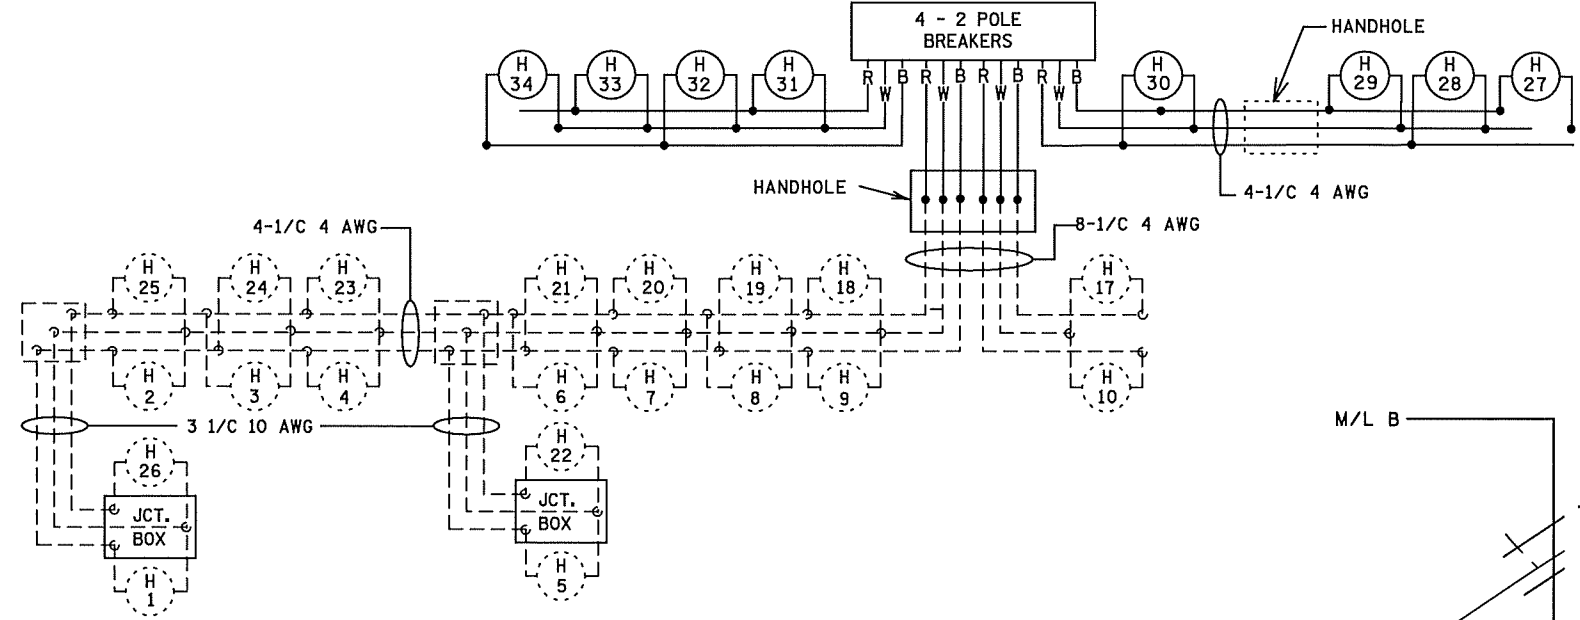 4 - 2 POLE
BREAKERS
HANDHOLE
H
34
H
33
H
32
H
31
R
W
B
R
W
B
R
W
B
R
W
B
H
30
H
29
H
28
H
27
HANDHOLE
4-1/C 4 AWG
4-1/C 4 AWG
8-1/C 4 AWG
H
25
H
24
H
23
H
21
H
20
H
19
H
18
H
17
H
2
H
3
H
4
H
6
H
7
H
8
H
9
H
10
3 1/C 10 AWG
M/L B
H
26
JCT.
BOX
H
1
H
22
JCT.
BOX
H
5